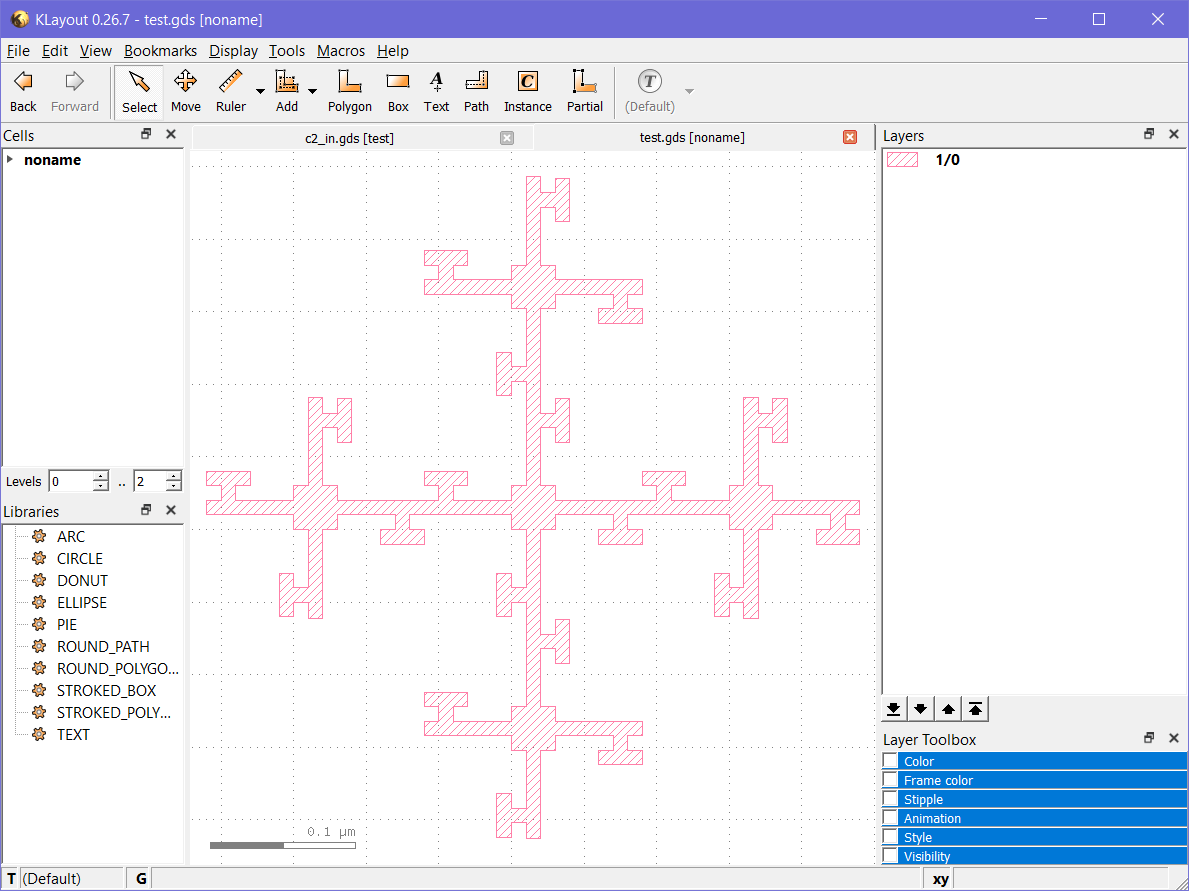 KLayout 0.26.7 - test.gds [noname]
File Edit View Bookmarks Display Tools Macros Help
Back Forward Select Move Ruler Add Polygon Box Text Path Instance Partial (Default)
Cells
noname
Levels 0 .. 2
Libraries
ARC
CIRCLE
DONUT
ELLIPSE
PIE
ROUND_PATH
ROUND_POLYGO...
STROKED_BOX
STROKED_POLY...
TEXT
c2_in.gds [test] test.gds [noname]
0.1 µm
Layers
1/0
Layer Toolbox
Color
Frame color
Stipple
Animation
Style
Visibility
T (Default) G xy